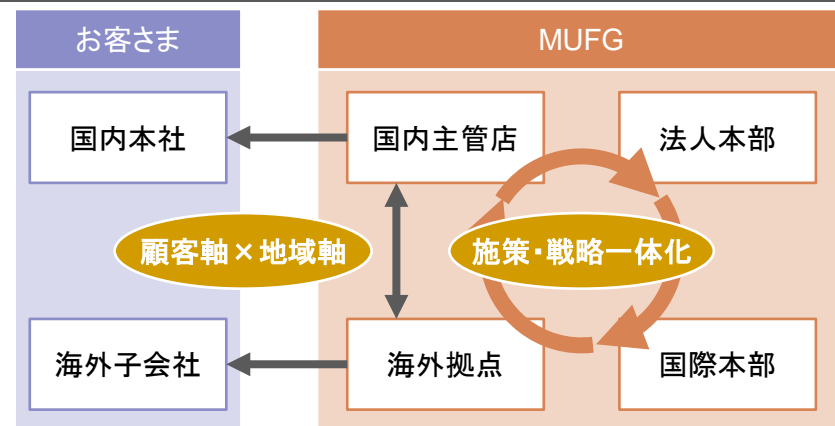 お客さま
MUFG
国内本社
国内主管店
法人本部
顧客軸×地域軸
施策・戦略一体化
海外子会社
海外拠点
国際本部